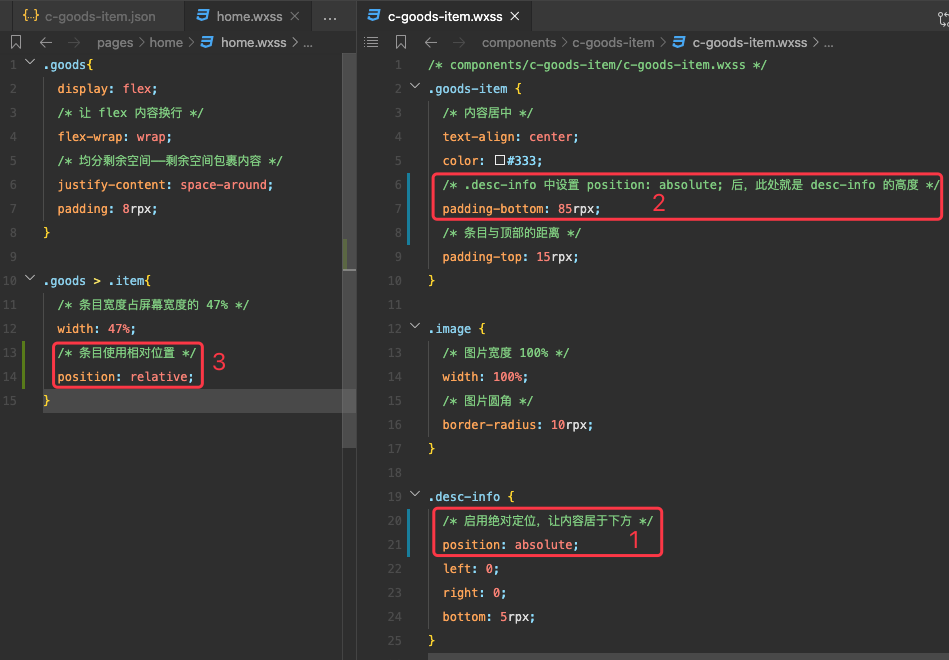 c-goods-item.json
home.wxss
...
pages > home > home.wxss > ...
1 .goods{
2 display: flex;
3 /* 让 flex 内容换行 */
4 flex-wrap: wrap;
5 /* 均分剩余空间——剩余空间包裹内容 */
6 justify-content: space-around;
7 padding: 8rpx;
8 }
9
10 .goods > .item{
11 /* 条目宽度占屏幕宽度的 47% */
12 width: 47%;
13 /* 条目使用相对位置 */
14 position: relative;
3
15 }
c-goods-item.wxss
components > c-goods-item > c-goods-item.wxss > ...
1 /* components/c-goods-item/c-goods-item.wxss */
2 .goods-item {
3 /* 内容居中 */
4 text-align: center;
5 color: #333;
6 /* .desc-info 中设置 position: absolute; 后，此处就是 desc-info 的高度 */
7 padding-bottom: 85rpx;
2
8 /* 条目与顶部的距离 */
9 padding-top: 15rpx;
10 }
11
12 .image {
13 /* 图片宽度 100% */
14 width: 100%;
15 /* 图片圆角 */
16 border-radius: 10rpx;
17 }
18
19 .desc-info {
20 /* 启用绝对定位，让内容居于下方 */
21 position: absolute;
1
22 left: 0;
23 right: 0;
24 bottom: 5rpx;
25 }